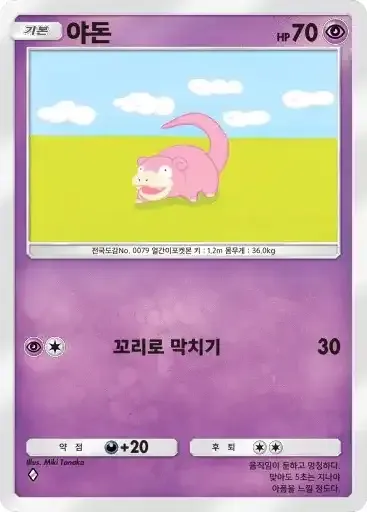 기본 야돈 HP 70
전국도감No. 0079 얼간이포켓몬 키 : 1.2m 몸무게 : 36.0kg
꼬리로 막치기 30
약점 +20 후퇴
Illus. Miki Tanaka
움직임이 둔하고 멍청하다.
맞아도 5초는 지나야
아픔을 느낄 정도다.